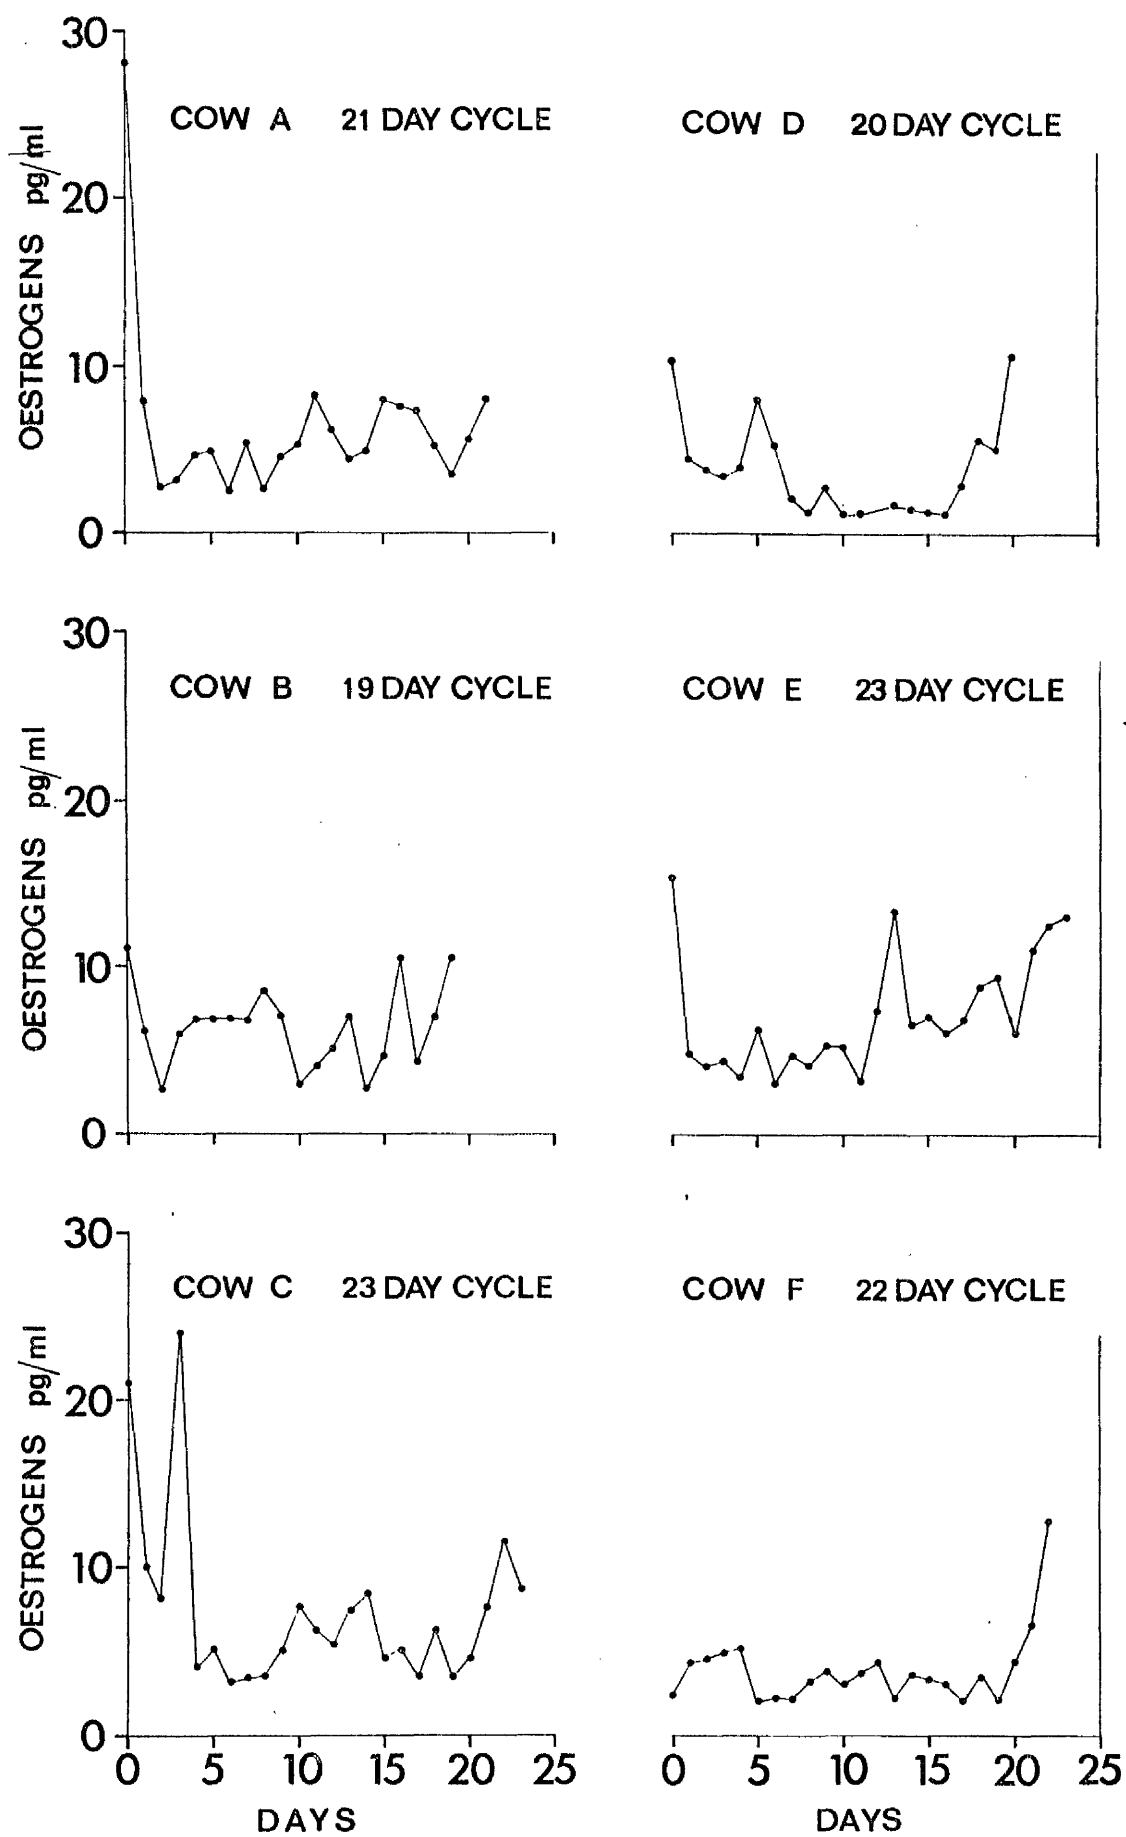 30
20
10
0
OESTROGENS pg/ml
COW A 21 DAY CYCLE
COW D 20 DAY CYCLE
30
20
10
0
OESTROGENS pg/ml
COW B 19 DAY CYCLE
COW E 23 DAY CYCLE
30
20
10
0
OESTROGENS pg/ml
COW C 23 DAY CYCLE
COW F 22 DAY CYCLE
0 5 10 15 20 25
DAYS
0 5 10 15 20 25
DAYS